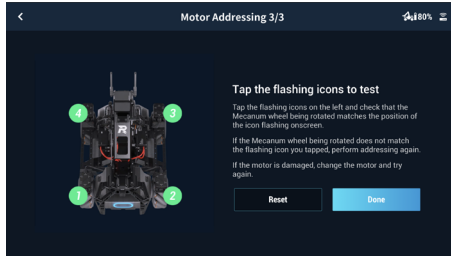 Motor Addressing 3/3
80%
Tap the flashing icons to test
Tap the flashing icons on the left and check that the
Mecanum wheel being rotated matches the position of
the icon flashing onscreen.
If the Mecanum wheel being rotated does not match
the flashing icon you tapped, perform addressing again.
If the motor is damaged, change the motor and try
again.
4
3
R
1
2
Reset
Done